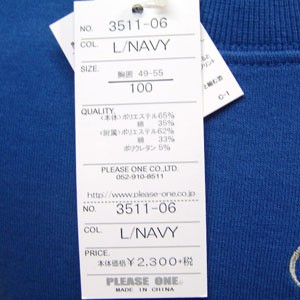 NO. 3511-06
COL. L/NAVY
SIZE. 胸囲 49-55
100
QUALITY.
<本体>ポリエステル65%
綿 35%
<附属>ポリエステル62%
綿 33%
ポリウレタン 5%
PLEASE ONE CO.,LTD.
052-910-8511
http://www.please-one.co.jp
NO. 3511-06
COL. L/NAVY
PRICE.
本体価格 ¥2,300+税
PLEASE ONE.
MADE IN CHINA